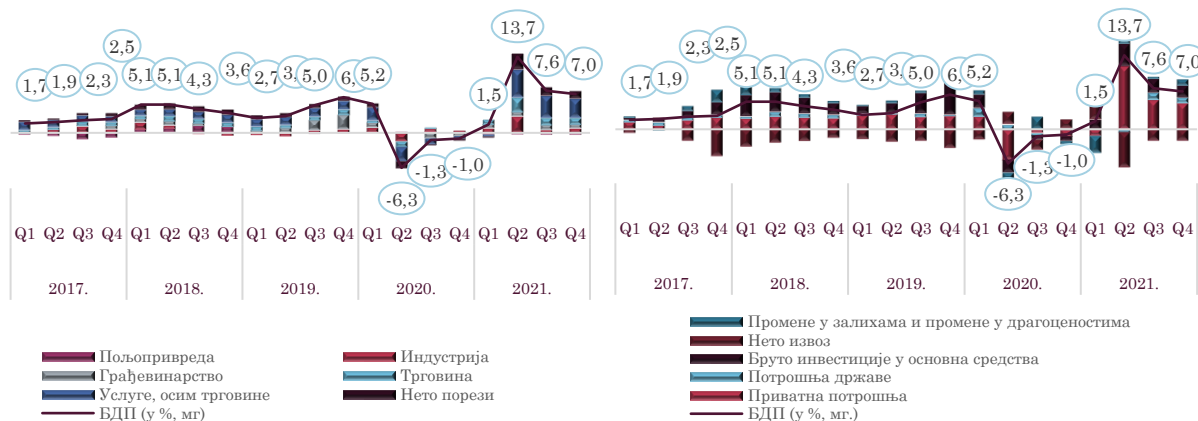 1,7 1,9 2,3 2,5 5,1 5,1 4,3 3,6 2,7 3, 5,0 6, 5,2 -6,3 -1,3 -1,0 1,5 13,7 7,6 7,0
Q1 Q2 Q3 Q4 Q1 Q2 Q3 Q4 Q1 Q2 Q3 Q4 Q1 Q2 Q3 Q4 Q1 Q2 Q3 Q4
2017. 2018. 2019. 2020. 2021.
Пољопривреда Индустрија
Грађевинарство Трговина
Услуге, осим трговине Нето порези
БДП (у %, мг)
1,7 1,9 2,3 2,5 5,1 5,1 4,3 3,6 2,7 3, 5,0 6, 5,2 -6,3 -1,3 -1,0 1,5 13,7 7,6 7,0
Q1 Q2 Q3 Q4 Q1 Q2 Q3 Q4 Q1 Q2 Q3 Q4 Q1 Q2 Q3 Q4 Q1 Q2 Q3 Q4
2017. 2018. 2019. 2020. 2021.
Промене у залихама и промене у драгоценостима
Нето извоз
Бруто инвестиције у основна средства
Потрошња државе
Приватна потрошња
БДП (у %, мг.)